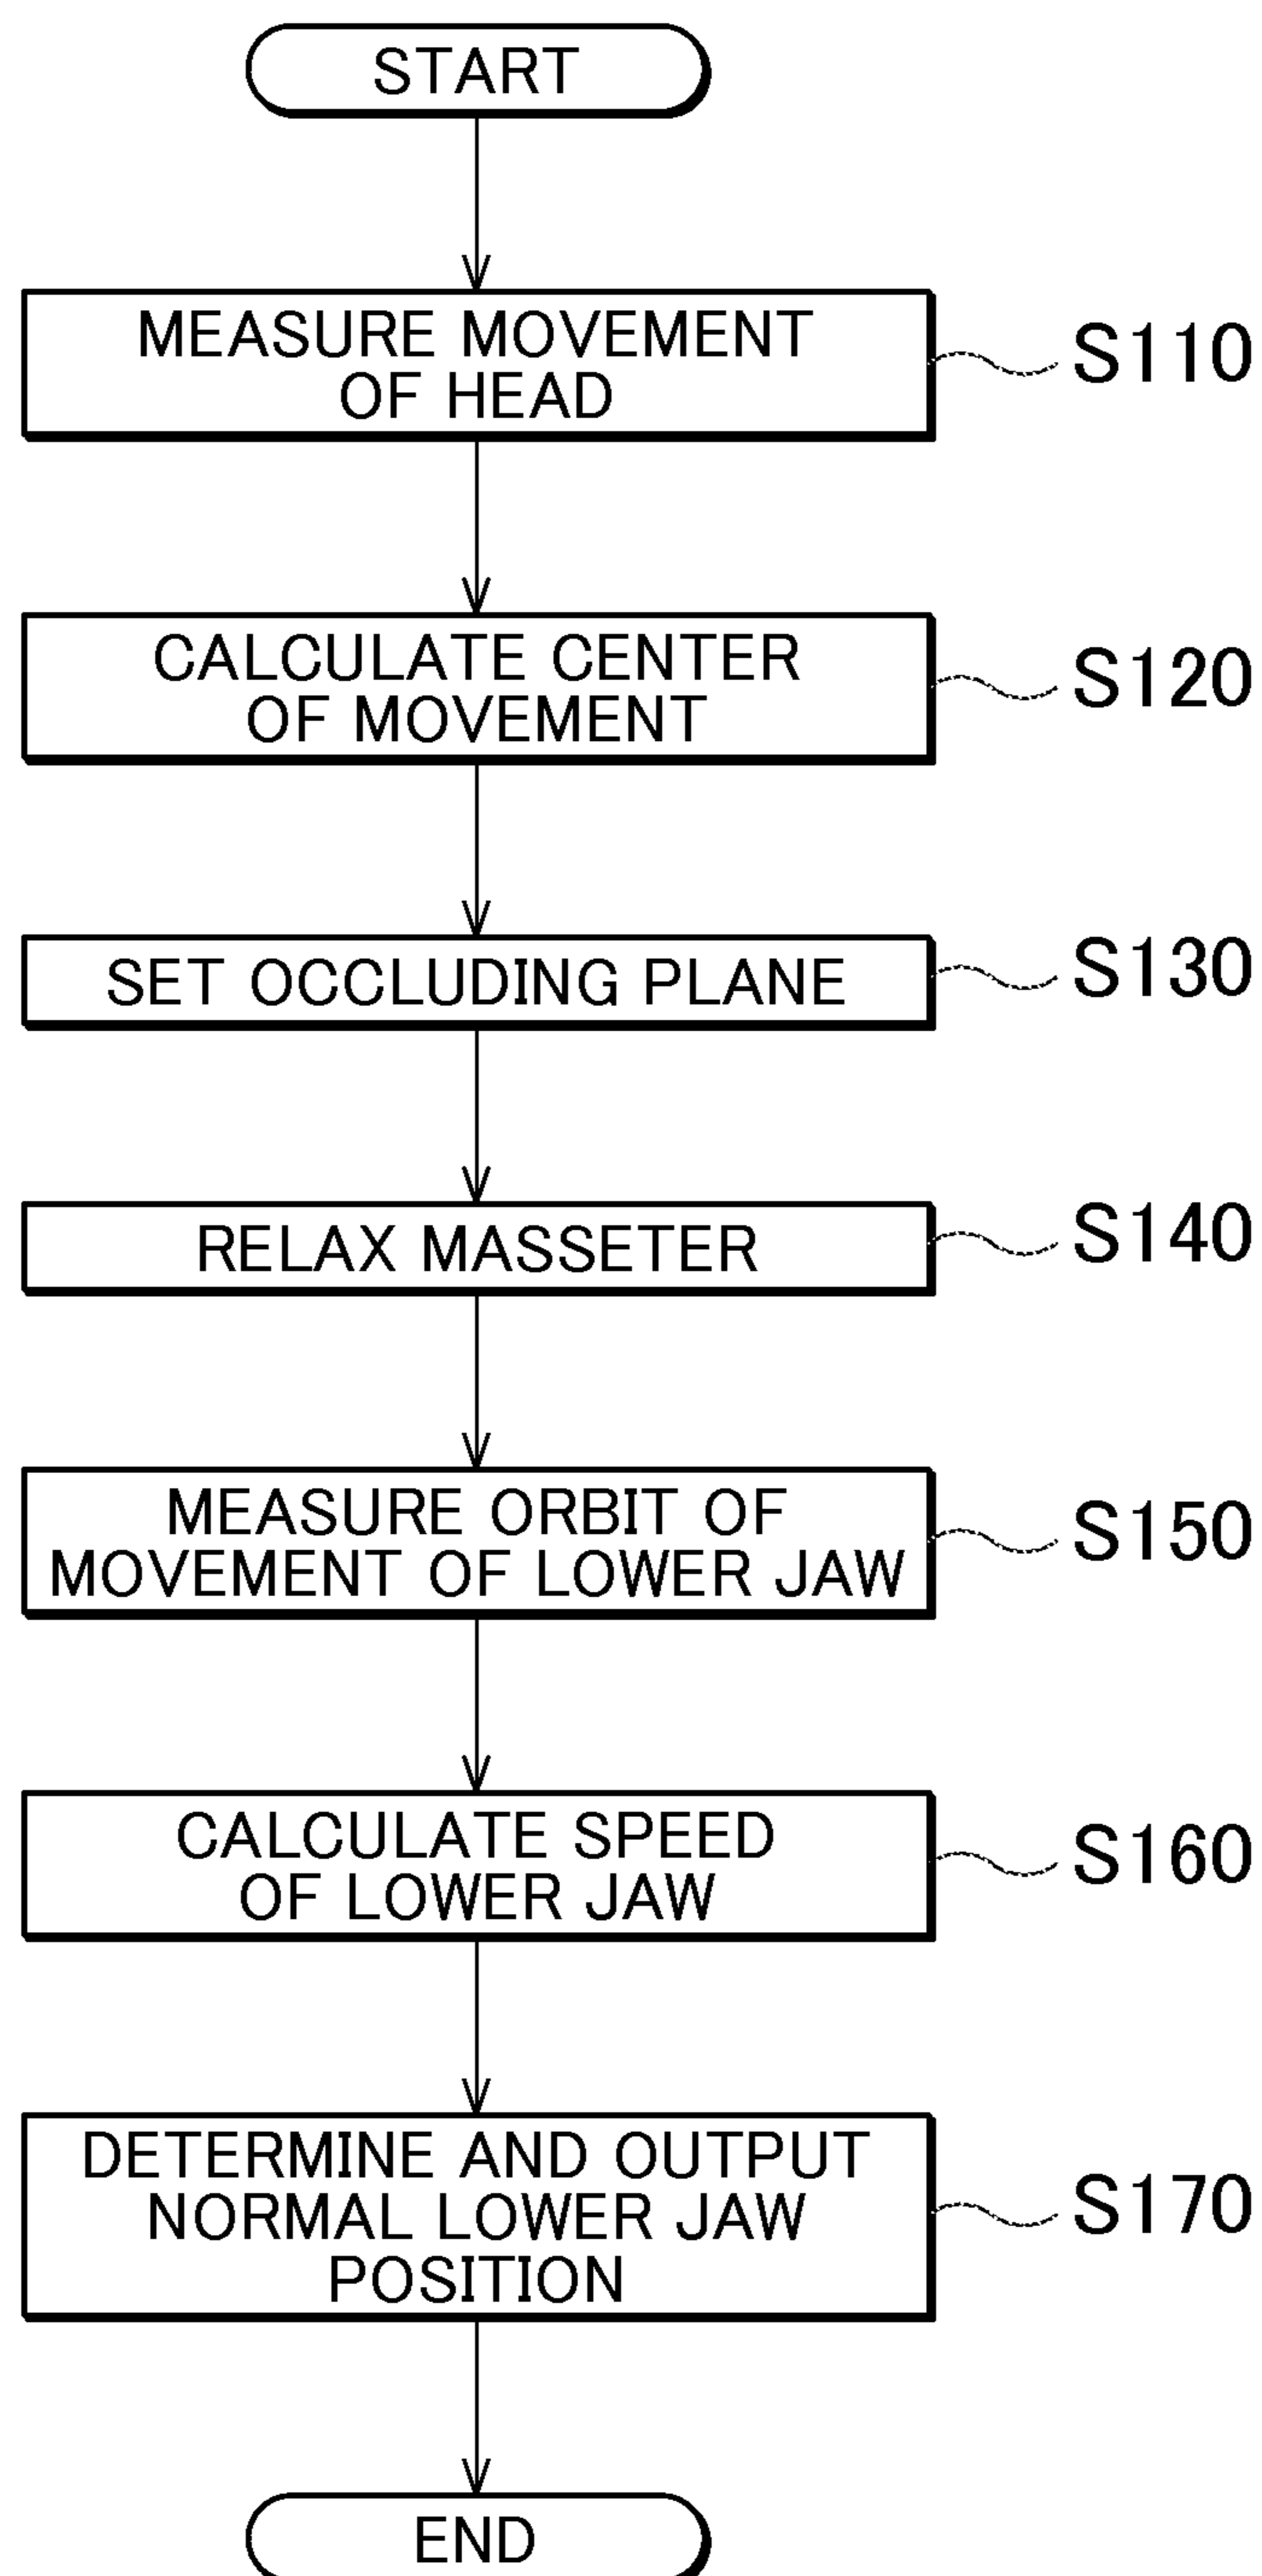 START
MEASURE MOVEMENT
OF HEAD
S110
CALCULATE CENTER
OF MOVEMENT
S120
SET OCCLUDING PLANE
S130
RELAX MASSETER
S140
MEASURE ORBIT OF
MOVEMENT OF LOWER JAW
S150
CALCULATE SPEED
OF LOWER JAW
S160
DETERMINE AND OUTPUT
NORMAL LOWER JAW
POSITION
S170
END